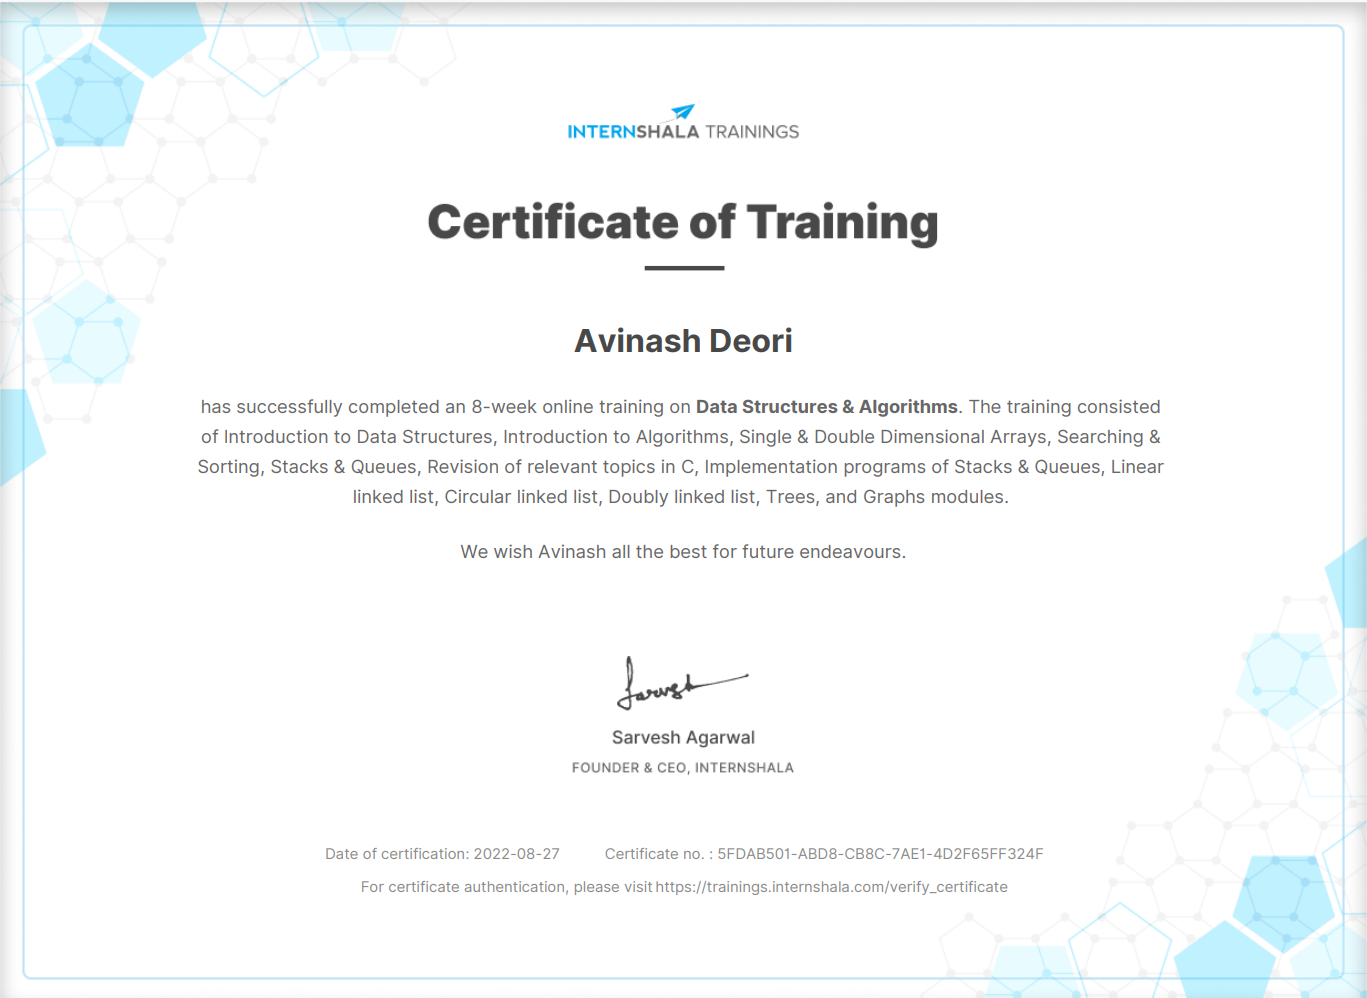 INTERNSHALA TRAININGS
Certificate of Training
Avinash Deori
has successfully completed an 8-week online training on Data Structures & Algorithms. The training consisted
of Introduction to Data Structures, Introduction to Algorithms, Single & Double Dimensional Arrays, Searching &
Sorting, Stacks & Queues, Revision of relevant topics in C, Implementation programs of Stacks & Queues, Linear
linked list, Circular linked list, Doubly linked list, Trees, and Graphs modules.
We wish Avinash all the best for future endeavours.
Sarvesh
Sarvesh Agarwal
FOUNDER & CEO, INTERNSHALA
Date of certification: 2022-08-27 Certificate no. : 5FDAB501-ABD8-CB8C-7AE1-4D2F65FF324F
For certificate authentication, please visit https://trainings.internshala.com/verify_certificate